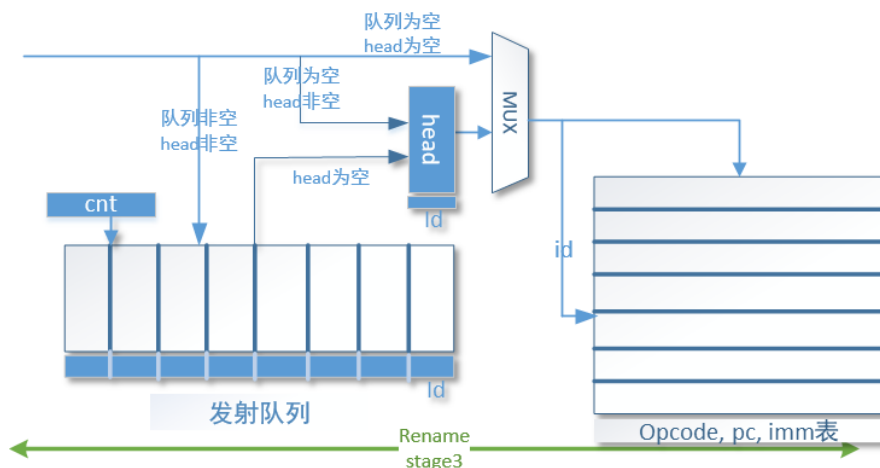 队列为空
head为空
队列为空
head非空
队列非空
head非空
head
MUX
head为空
cnt
Id
id
Id
发射队列
Opcode, pc, imm表
Rename
stage3